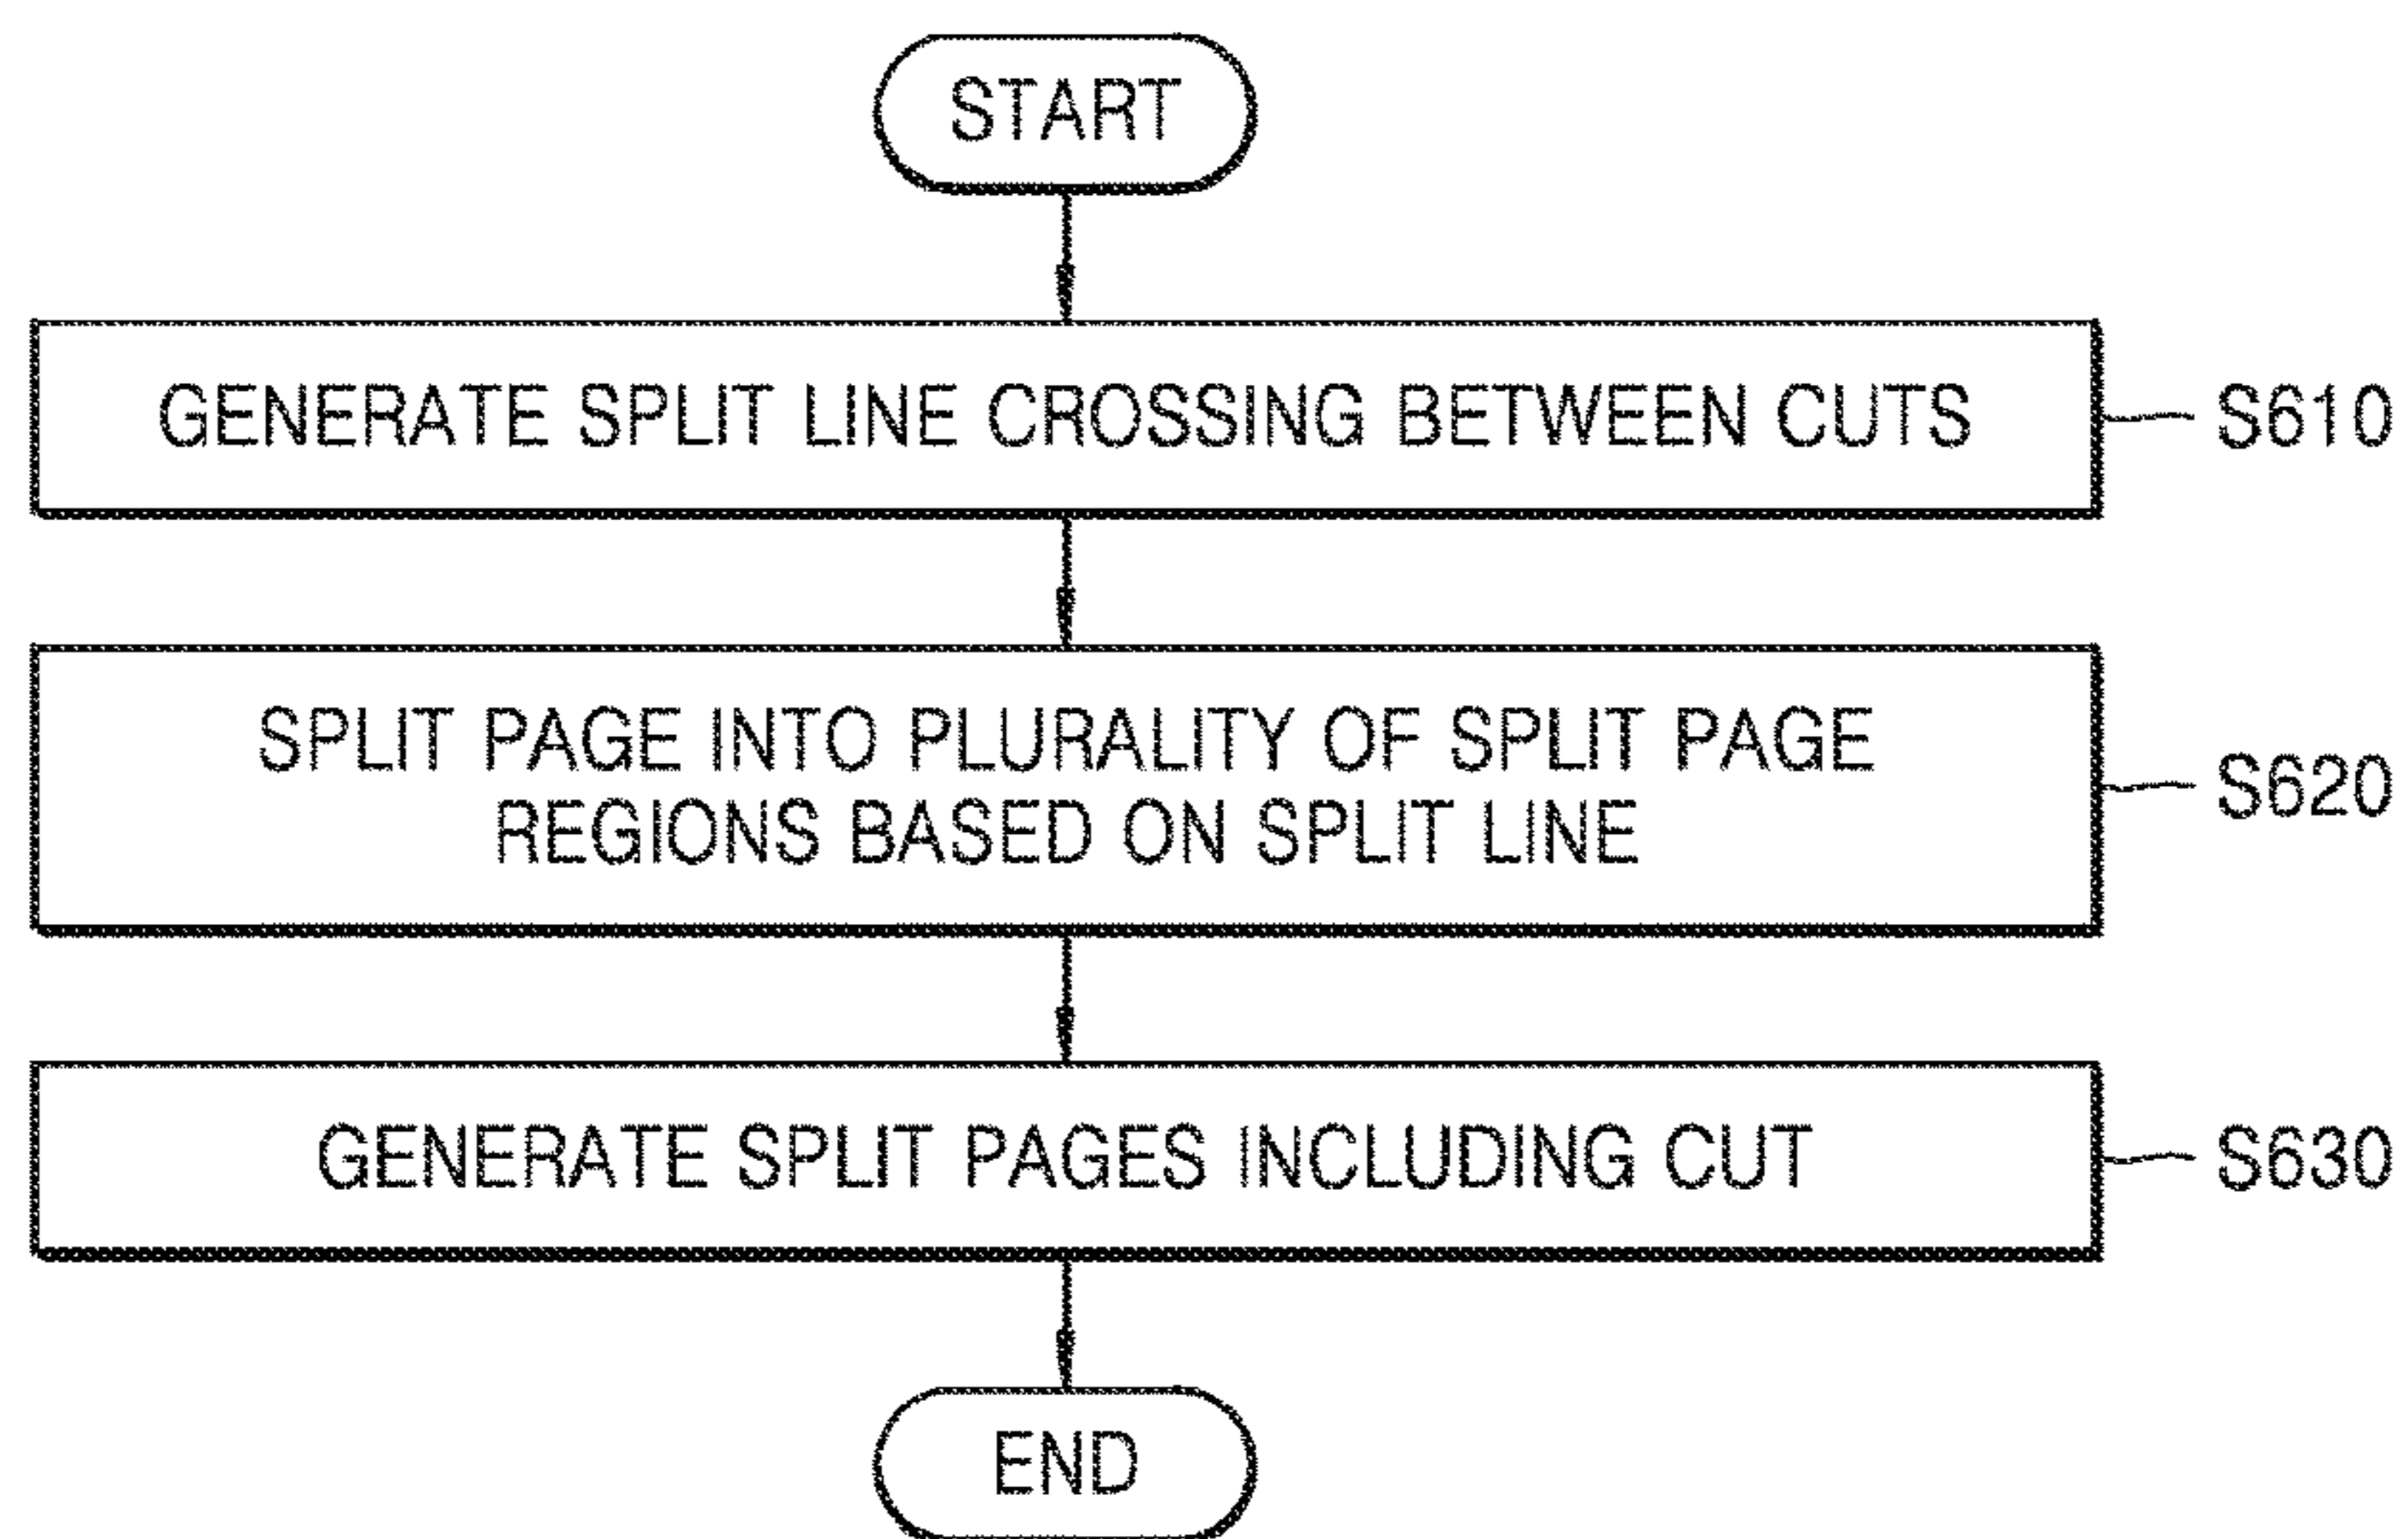 START
GENERATE SPLIT LINE CROSSING BETWEEN CUTS
S610
SPLIT PAGE INTO PLURALITY OF SPLIT PAGE
REGIONS BASED ON SPLIT LINE
S620
GENERATE SPLIT PAGES INCLUDING CUT
S630
END